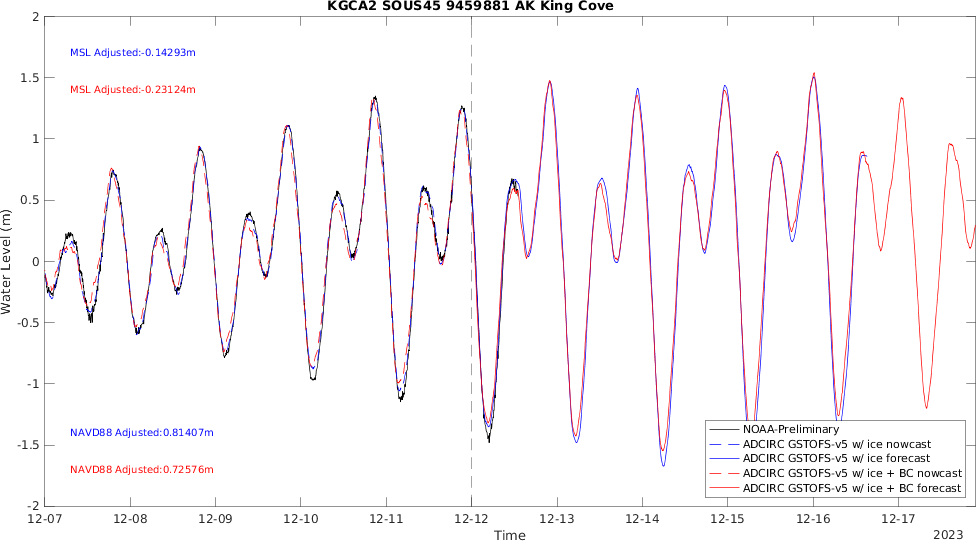 KGCA2 SOUS45 9459881 AK King Cove
MSL Adjusted:-0.14293m
MSL Adjusted:-0.23124m
NAVD88 Adjusted:0.81407m
NAVD88 Adjusted:0.72576m
Water Level (m)
2
1.5
1
0.5
0
-0.5
-1
-1.5
-2
NOAA-Preliminary
ADCIRC GSTOFS-v5 w/ ice nowcast
ADCIRC GSTOFS-v5 w/ ice forecast
ADCIRC GSTOFS-v5 w/ ice + BC nowcast
ADCIRC GSTOFS-v5 w/ ice + BC forecast
12-07 12-08 12-09 12-10 12-11 12-12 12-13 12-14 12-15 12-16 12-17
Time
2023